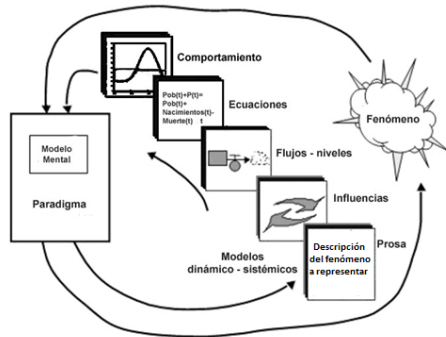 Comportamiento
Pob(t)+P(t)=
Pob(t)+
Nacimientos(t)-
Muerte(t) t
Ecuaciones
Fenómeno
Modelo
Mental
Paradigma
Flujos - niveles
Influencias
Modelos
dinámico - sistémicos
Prosa
Descripción
del fenómeno
a representar